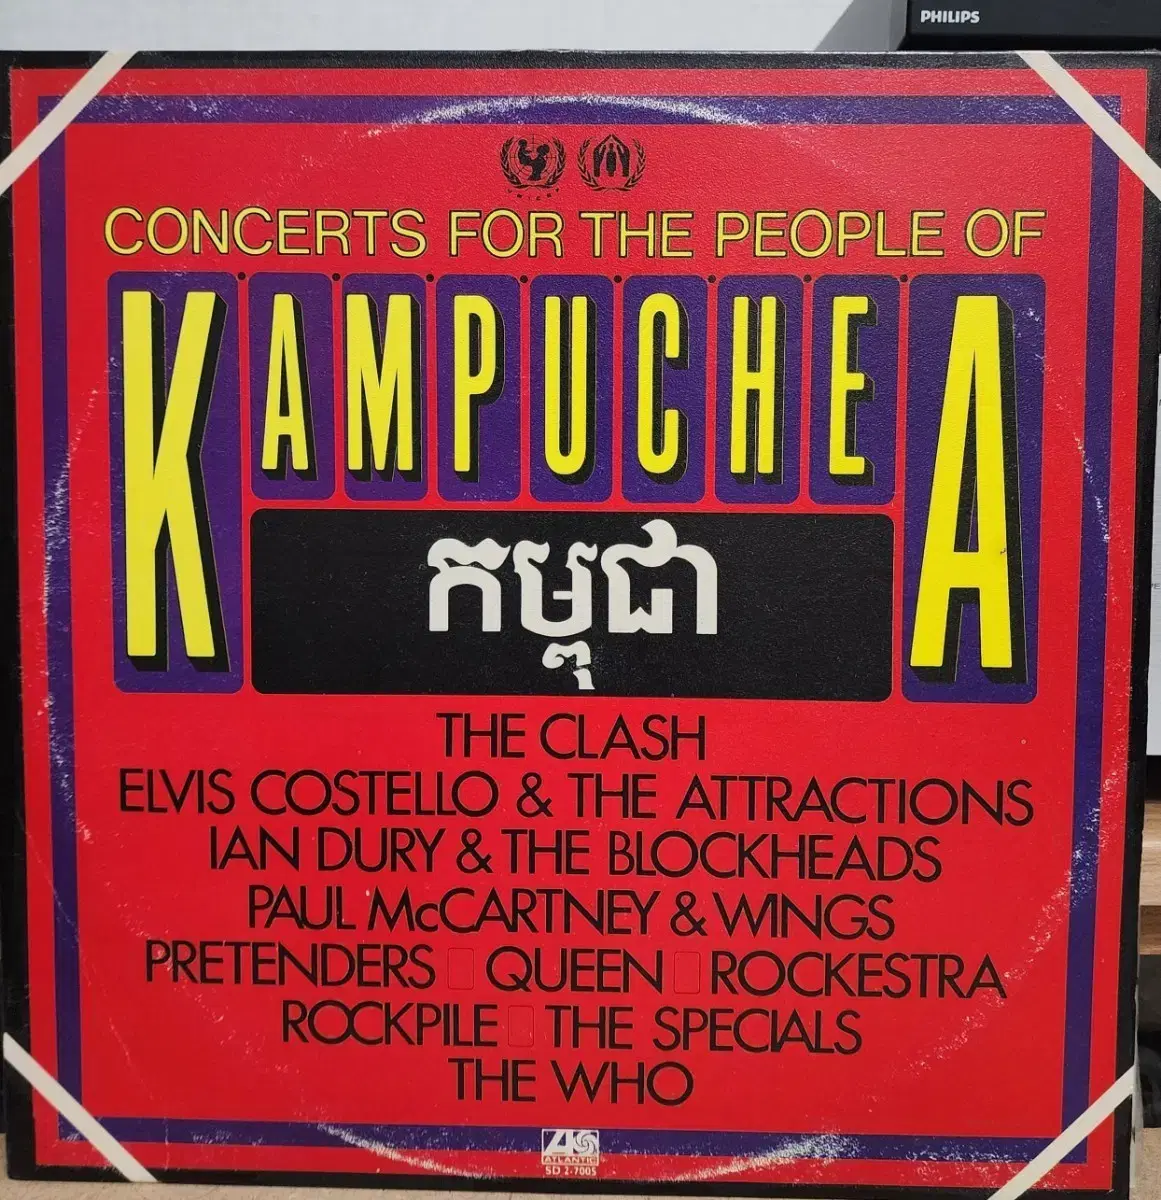 PHILIPS
CONCERTS FOR THE PEOPLE OF
KAMPUCHEA
កម្ពុជា
THE CLASH
ELVIS COSTELLO & THE ATTRACTIONS
IAN DURY & THE BLOCKHEADS
PAUL McCARTNEY & WINGS
PRETENDERS QUEEN ROCKESTRA
ROCKPILE THE SPECIALS
THE WHO
ATLANTIC
SD 2-7005